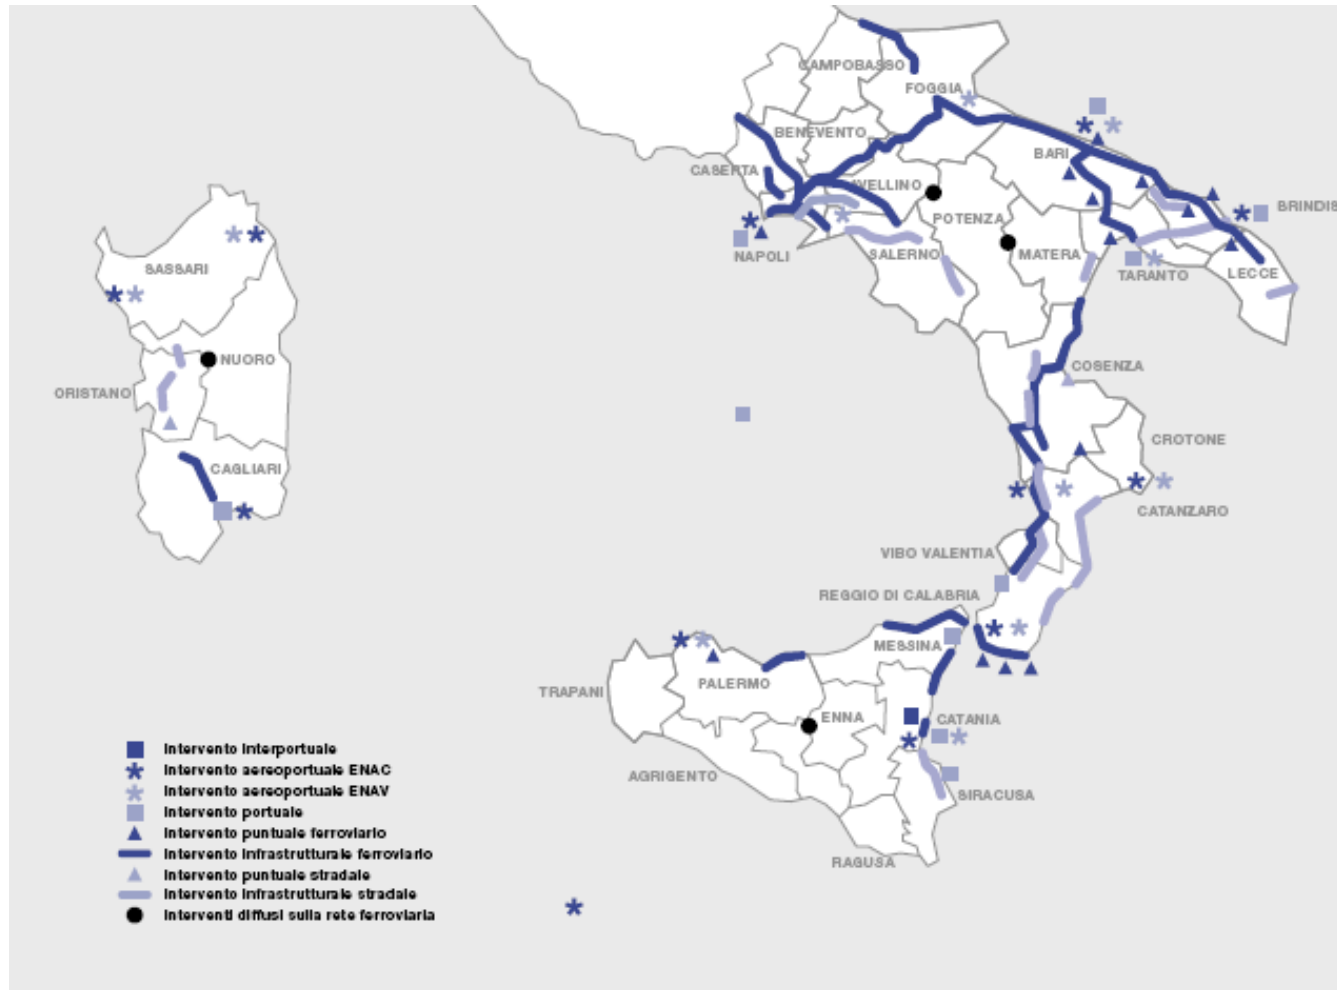 CAMPOBASSO
FOGGIA
BENEVENTO
BARI
CASERTA
AVELLINO
BRINDIS
POTENZA
NAPOLI
SALERNO
MATERA
TARANTO
LECCE
SASSARI
NUORO
ORISTANO
COSENZA
CROTONE
CAGLIARI
CATANZARO
VIBO VALENTIA
REGGIO DI CALABRIA
MESSINA
PALERMO
TRAPANI
ENNA
CATANIA
AGRIGENTO
SIRACUSA
RAGUSA
Intervento Interportuale
Intervento aereoportuale ENAC
Intervento aereoportuale ENAV
Intervento portuale
Intervento puntuale ferroviario
Intervento Infrastrutturale ferroviario
Intervento puntuale stradale
Intervento Infrastrutturale stradale
Interventi diffusi sulla rete ferroviaria